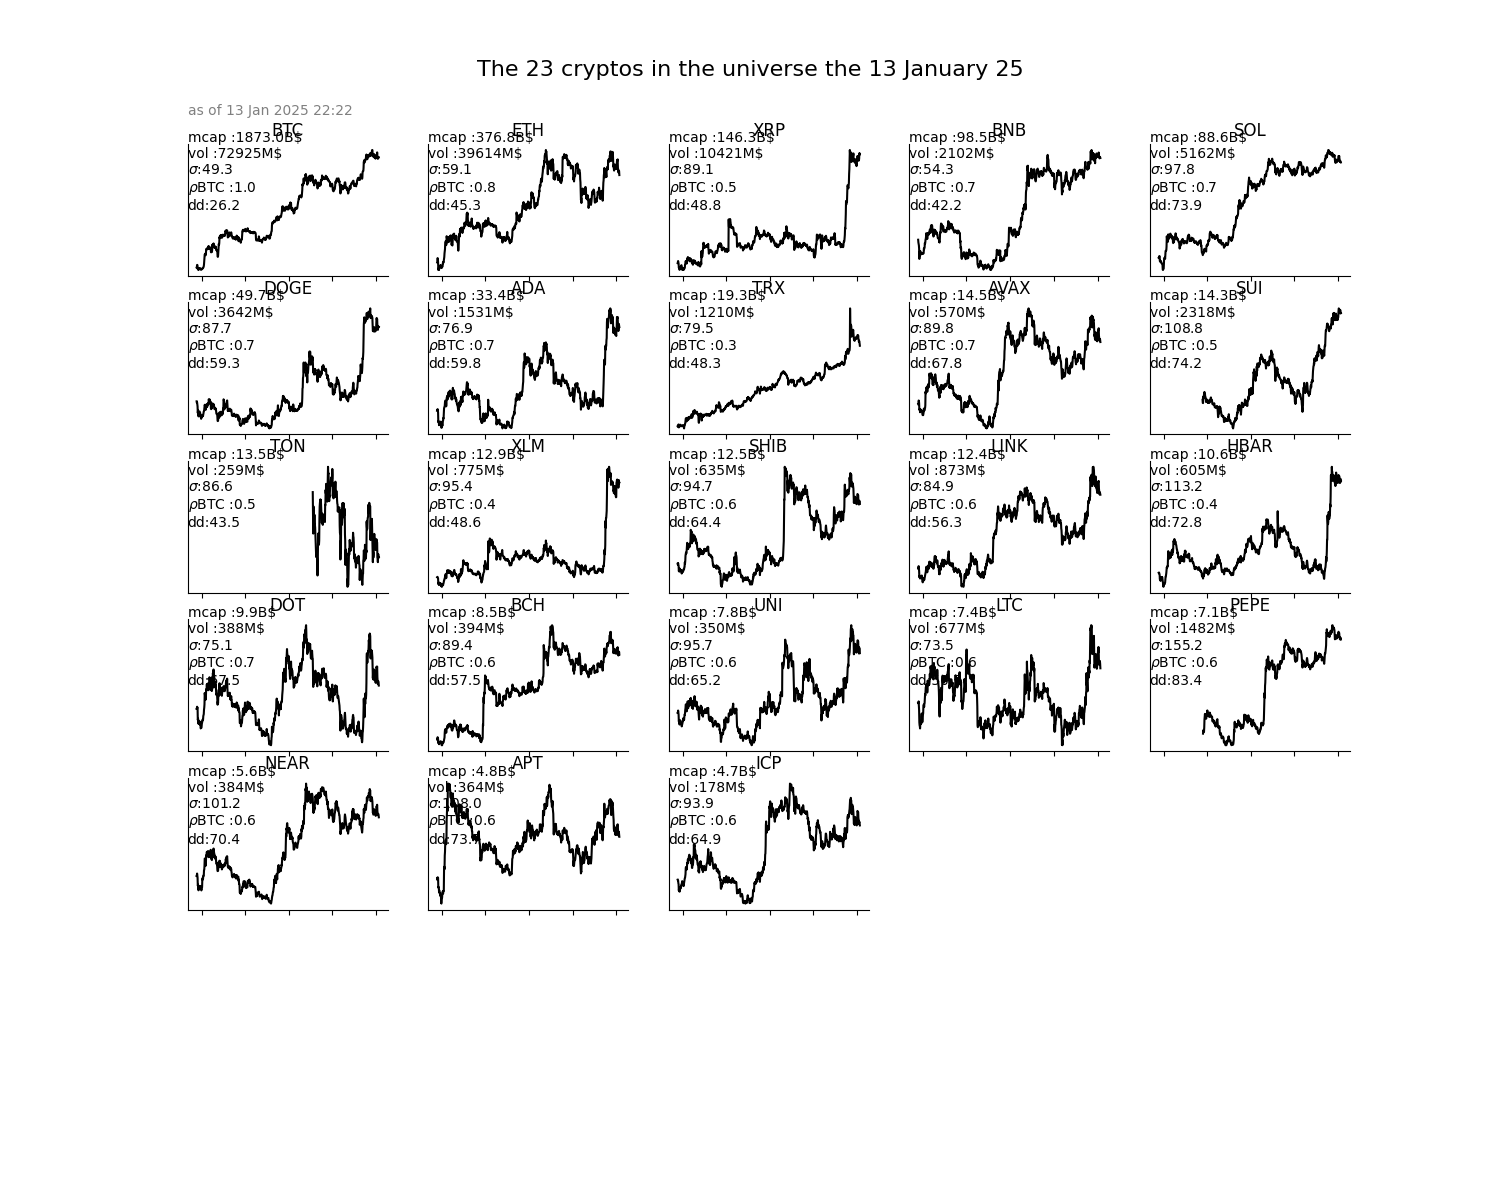 The 23 cryptos in the universe the 13 January 25
as of 13 Jan 2025 22:22
BTC
mcap :1873.0B$
vol :72925M$
σ:49.3
ρBTC :1.0
dd:26.2
ETH
mcap :376.8B$
vol :39614M$
σ:59.1
ρBTC :0.8
dd:45.3
XRP
mcap :146.3B$
vol :10421M$
σ:89.1
ρBTC :0.5
dd:48.8
BNB
mcap :98.5B$
vol :2102M$
σ:54.3
ρBTC :0.7
dd:42.2
SOL
mcap :88.6B$
vol :5162M$
σ:97.8
ρBTC :0.7
dd:73.9
DOGE
mcap :49.7B$
vol :3642M$
σ:87.7
ρBTC :0.7
dd:59.3
ADA
mcap :33.4B$
vol :1531M$
σ:76.9
ρBTC :0.7
dd:59.8
TRX
mcap :19.3B$
vol :1210M$
σ:79.5
ρBTC :0.3
dd:48.3
AVAX
mcap :14.5B$
vol :570M$
σ:89.8
ρBTC :0.7
dd:67.8
SUI
mcap :14.3B$
vol :2318M$
σ:108.8
ρBTC :0.5
dd:74.2
TON
mcap :13.5B$
vol :259M$
σ:86.6
ρBTC :0.5
dd:43.5
XLM
mcap :12.9B$
vol :775M$
σ:95.4
ρBTC :0.4
dd:48.6
SHIB
mcap :12.5B$
vol :635M$
σ:94.7
ρBTC :0.6
dd:64.4
LINK
mcap :12.4B$
vol :873M$
σ:84.9
ρBTC :0.6
dd:56.3
HBAR
mcap :10.6B$
vol :605M$
σ:113.2
ρBTC :0.4
dd:72.8
DOT
mcap :9.9B$
vol :388M$
σ:75.1
ρBTC :0.7
BCH
mcap :8.5B$
vol :394M$
σ:89.4
ρBTC :0.6
dd:57.5
UNI
mcap :7.8B$
vol :350M$
σ:95.7
ρBTC :0.6
dd:65.2
LTC
mcap :7.4B$
vol :677M$
σ:73.5
ρBTC :0.6
PEPE
mcap :7.1B$
vol :1482M$
σ:155.2
ρBTC :0.6
dd:83.4
NEAR
mcap :5.6B$
vol :384M$
σ:101.2
ρBTC :0.6
dd:70.4
APT
mcap :4.8B$
vol :364M$
σ:108.0
ρBTC :0.6
ICP
mcap :4.7B$
vol :178M$
σ:93.9
ρBTC :0.6
dd:64.9